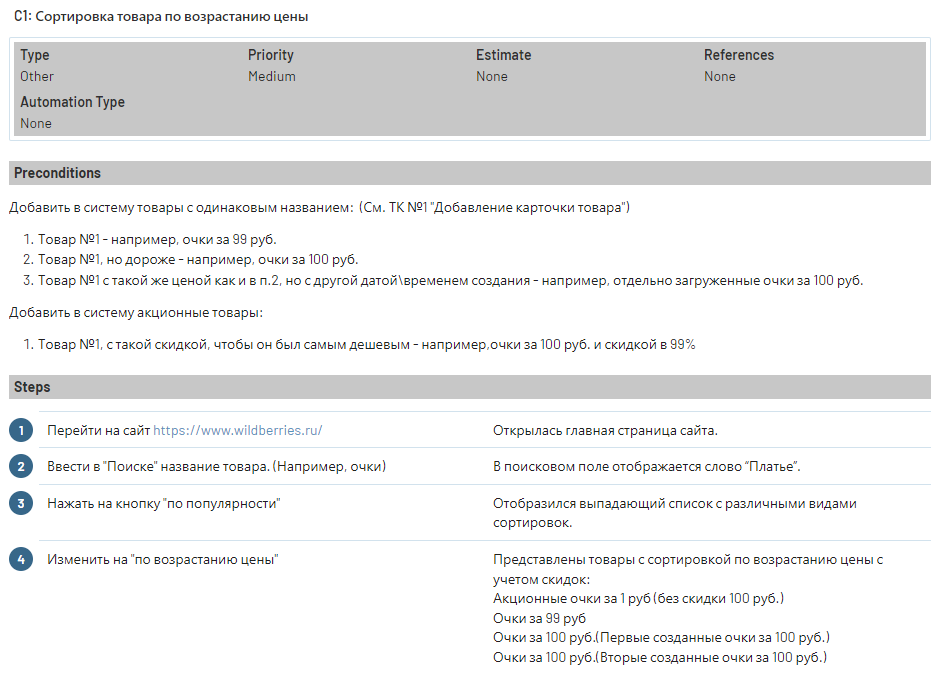 C1: Сортировка товара по возрастанию цены
Type Priority Estimate References
Other Medium None None
Automation Type
None
Preconditions
Добавить в систему товары с одинаковым названием: (См. ТК №1 "Добавление карточки товара")
1. Товар №1 - например, очки за 99 руб.
2. Товар №1, но дороже - например, очки за 100 руб.
3. Товар №1 с такой же ценой как и в п.2, но с другой датой\временем создания - например, отдельно загруженные очки за 100 руб.
Добавить в систему акционные товары:
1. Товар №1, с такой скидкой, чтобы он был самым дешевым - например,очки за 100 руб. и скидкой в 99%
Steps
1 Перейти на сайт https://www.wildberries.ru/ Открылась главная страница сайта.
2 Ввести в "Поиске" название товара. (Например, очки) В поисковом поле отображается слово “Платье”.
3 Нажать на кнопку "по популярности" Отобразился выпадающий список с различными видами
сортировок.
4 Изменить на "по возрастанию цены" Представлены товары с сортировкой по возрастанию цены с
учетом скидок:
Акционные очки за 1 руб (без скидки 100 руб.)
Очки за 99 руб
Очки за 100 руб.(Первые созданные очки за 100 руб.)
Очки за 100 руб.(Вторые созданные очки за 100 руб.)